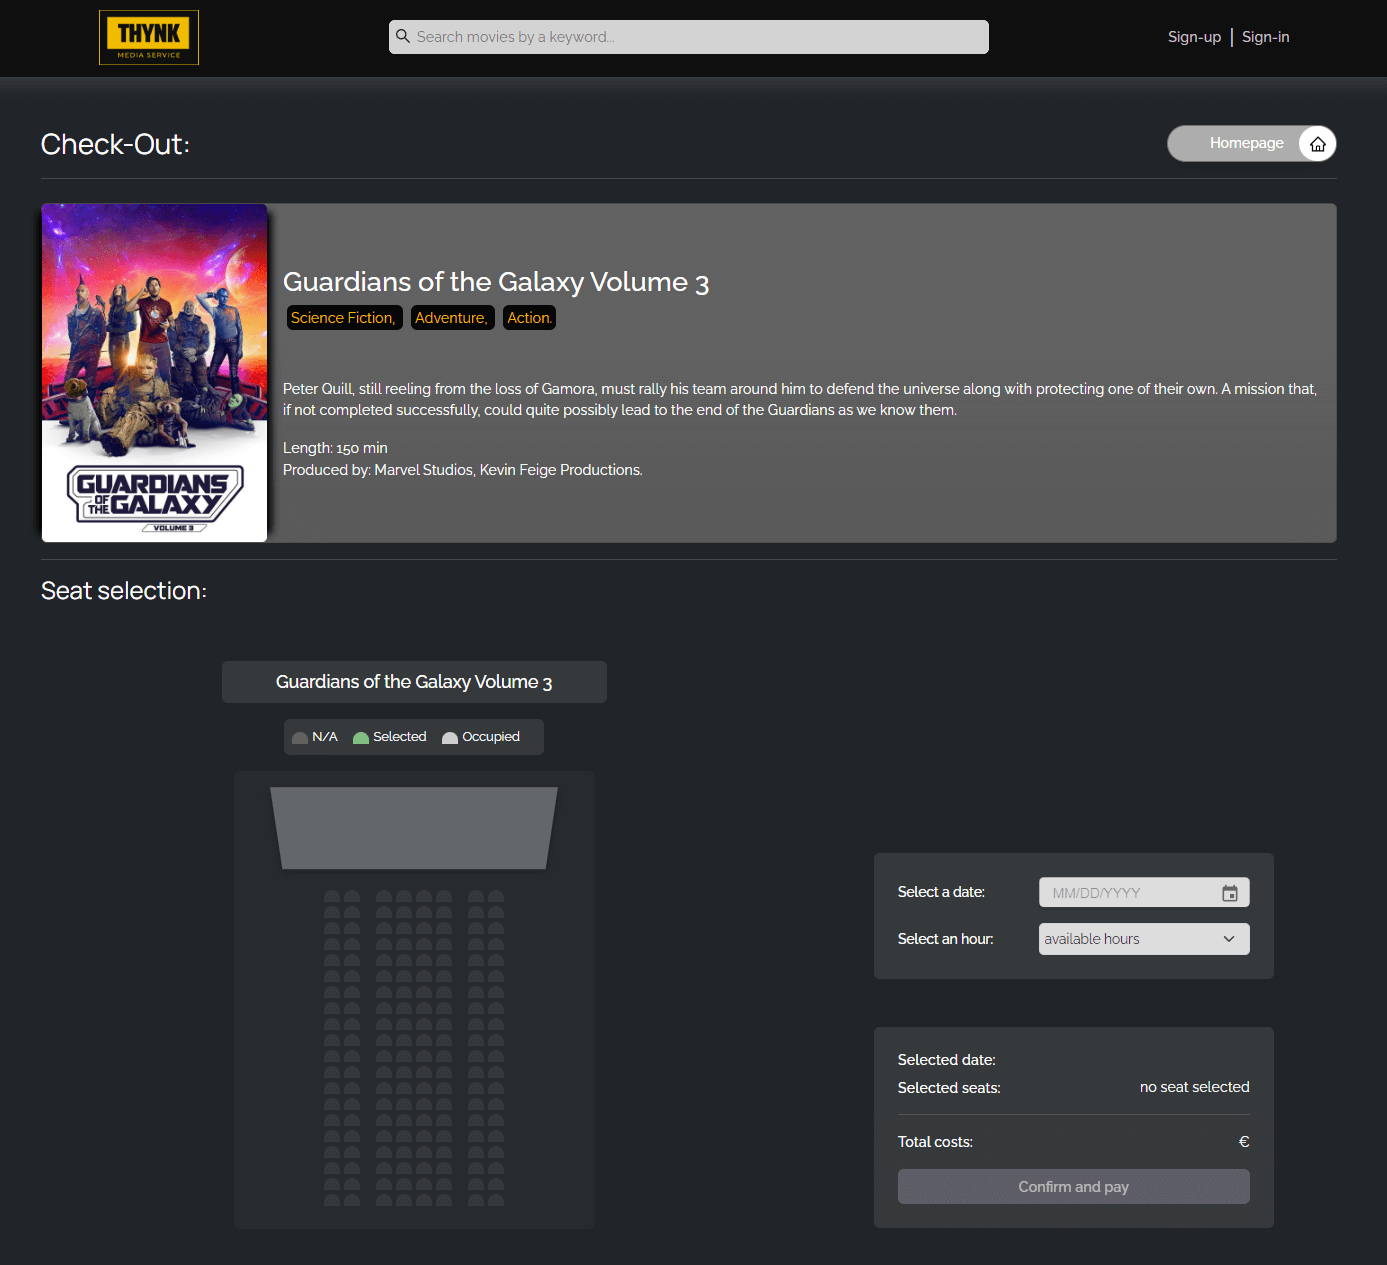 THYNK
MEDIA SERVICE
Search movies by a keyword...
Sign-up | Sign-in
Check-Out:
Homepage
Guardians of the Galaxy Volume 3
Science Fiction, Adventure, Action.
Peter Quill, still reeling from the loss of Gamora, must rally his team around him to defend the universe along with protecting one of their own. A mission that,
if not completed successfully, could quite possibly lead to the end of the Guardians as we know them.
Length: 150 min
Produced by: Marvel Studios, Kevin Feige Productions.
GUARDIANS
OF THE GALAXY
VOLUME 3
Seat selection:
Guardians of the Galaxy Volume 3
N/A Selected Occupied
Select a date: MM/DD/YYYY
Select an hour: available hours
Selected date:
Selected seats: no seat selected
Total costs: €
Confirm and pay